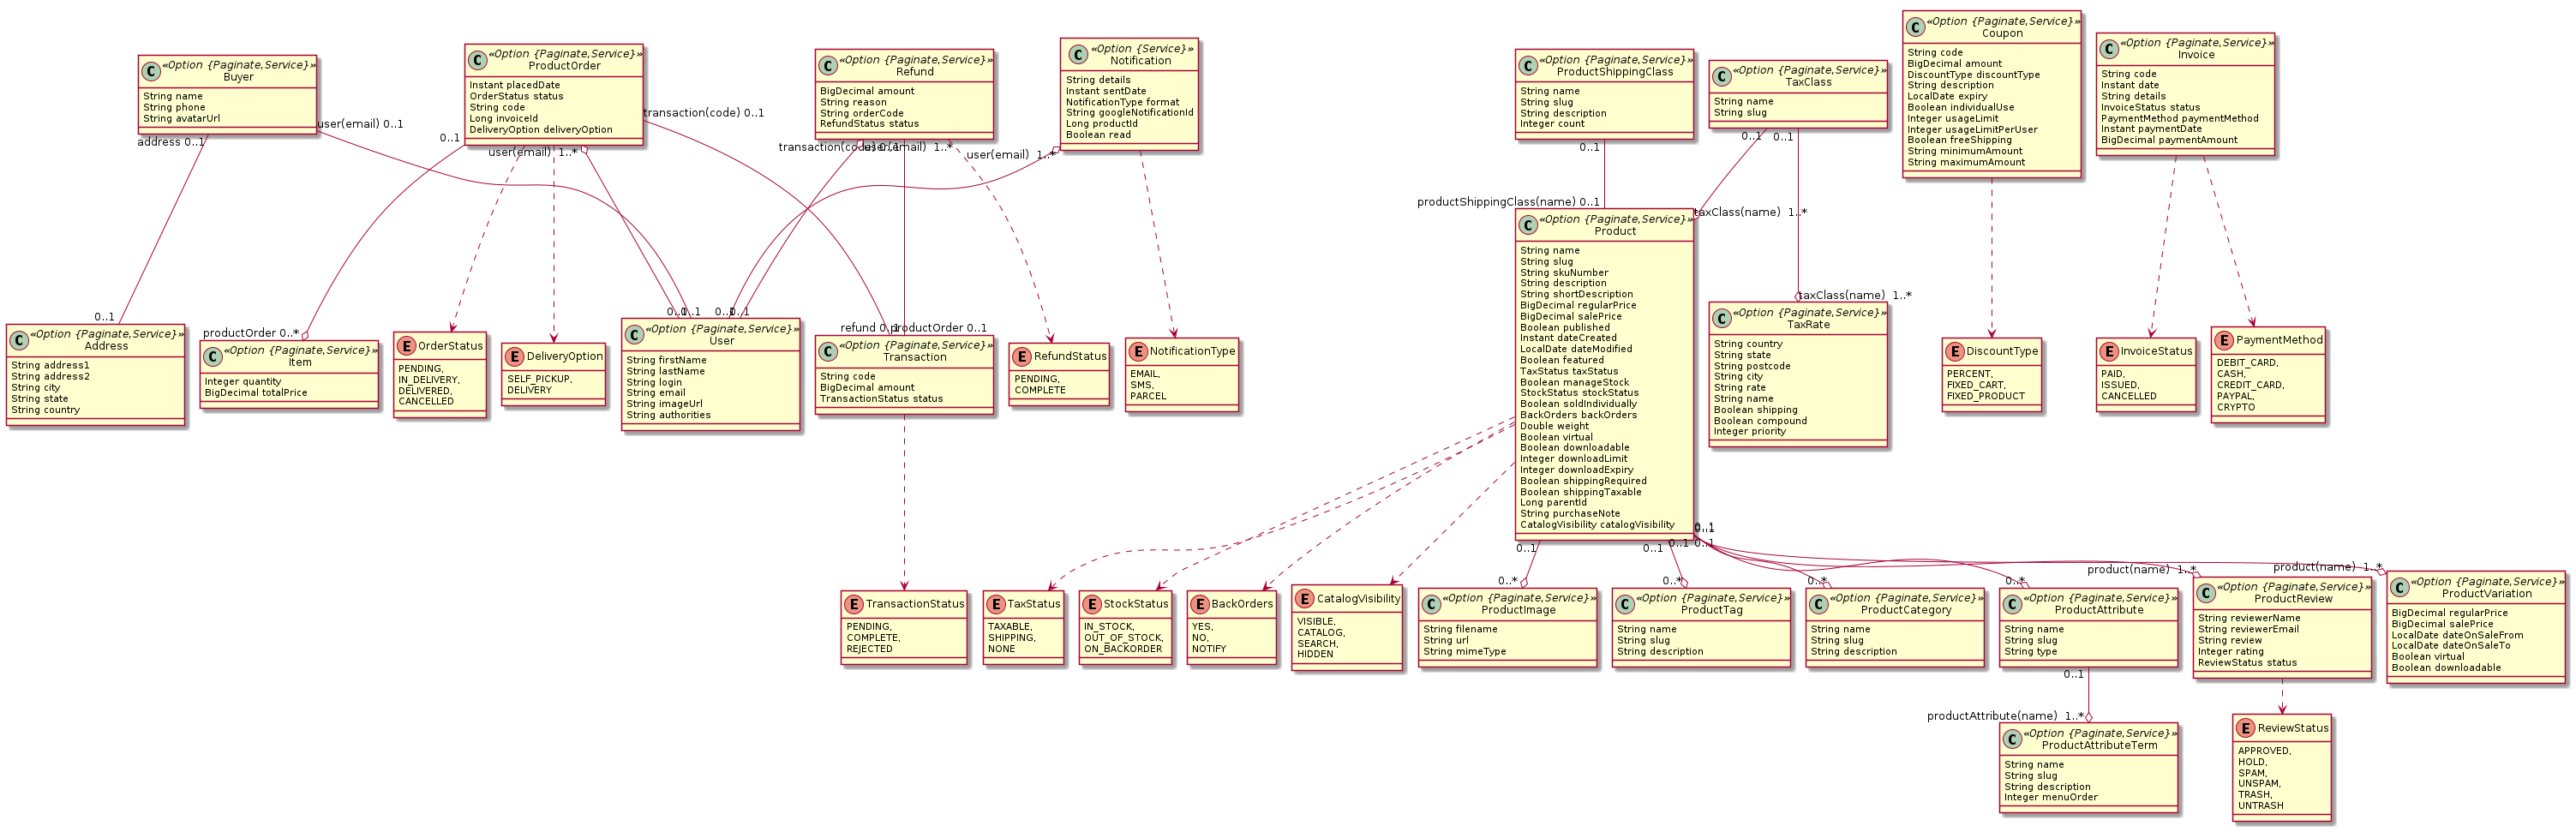 «Option {Paginate,Service}»
Buyer
String name
String phone
String avatarUrl
«Option {Paginate,Service}»
ProductOrder
Instant placedDate
OrderStatus status
String code
Long invoiceId
DeliveryOption deliveryOption
«Option {Paginate,Service}»
Refund
BigDecimal amount
String reason
String orderCode
RefundStatus status
«Option {Service}»
Notification
String details
Instant sentDate
NotificationType format
String googleNotificationId
Long productId
Boolean read
«Option {Paginate,Service}»
ProductShippingClass
String name
String slug
String description
Integer count
«Option {Paginate,Service}»
TaxClass
String name
String slug
«Option {Paginate,Service}»
Coupon
String code
BigDecimal amount
DiscountType discountType
String description
LocalDate expiry
Boolean individualUse
Integer usageLimit
Integer usageLimitPerUser
Boolean freeShipping
String minimumAmount
String maximumAmount
«Option {Paginate,Service}»
Invoice
String code
Instant date
String details
InvoiceStatus status
PaymentMethod paymentMethod
Instant paymentDate
BigDecimal paymentAmount
address 0..1
user(email) 0..1
0..1
user(email) 1..*
transaction(code) 0..1
transaction(code) 0..1
user(email) 1..*
user(email) 1..*
0..1
0..1
0..1
productShippingClass(name) 0..1
taxClass(name) 1..*
«Option {Paginate,Service}»
Product
String name
String slug
String skuNumber
String description
String shortDescription
BigDecimal regularPrice
BigDecimal salePrice
Boolean published
Instant dateCreated
LocalDate dateModified
Boolean featured
TaxStatus taxStatus
Boolean manageStock
StockStatus stockStatus
Boolean soldIndividually
BackOrders backOrders
Double weight
Boolean virtual
Boolean downloadable
Integer downloadLimit
Integer downloadExpiry
Boolean shippingRequired
Boolean shippingTaxable
Long parentId
String purchaseNote
CatalogVisibility catalogVisibility
taxClass(name) 1..*
«Option {Paginate,Service}»
TaxRate
String country
String state
String postcode
String city
String rate
String name
Boolean shipping
Boolean compound
Integer priority
0..1
«Option {Paginate,Service}»
Address
String address1
String address2
String city
String state
String country
productOrder 0..*
«Option {Paginate,Service}»
Item
Integer quantity
BigDecimal totalPrice
OrderStatus
PENDING,
IN_DELIVERY,
DELIVERED,
CANCELLED
DeliveryOption
SELF_PICKUP,
DELIVERY
0..1
0..1
0..1
0..1
«Option {Paginate,Service}»
User
String firstName
String lastName
String login
String email
String imageUrl
String authorities
refund 0..1
productOrder 0..1
«Option {Paginate,Service}»
Transaction
String code
BigDecimal amount
TransactionStatus status
RefundStatus
PENDING,
COMPLETE
NotificationType
EMAIL,
SMS,
PARCEL
DiscountType
PERCENT,
FIXED_CART,
FIXED_PRODUCT
InvoiceStatus
PAID,
ISSUED,
CANCELLED
PaymentMethod
DEBIT_CARD,
CASH,
CREDIT_CARD,
PAYPAL,
CRYPTO
0..1
0..1
0..1
0..1
0..1
0..1
TransactionStatus
PENDING,
COMPLETE,
REJECTED
TaxStatus
TAXABLE,
SHIPPING,
NONE
StockStatus
IN_STOCK,
OUT_OF_STOCK,
ON_BACKORDER
BackOrders
YES,
NO,
NOTIFY
CatalogVisibility
VISIBLE,
CATALOG,
SEARCH,
HIDDEN
0..*
«Option {Paginate,Service}»
ProductImage
String filename
String url
String mimeType
0..*
«Option {Paginate,Service}»
ProductTag
String name
String slug
String description
0..*
«Option {Paginate,Service}»
ProductCategory
String name
String slug
String description
0..*
«Option {Paginate,Service}»
ProductAttribute
String name
String slug
String type
product(name) 1..*
«Option {Paginate,Service}»
ProductReview
String reviewerName
String reviewerEmail
String review
Integer rating
ReviewStatus status
product(name) 1..*
«Option {Paginate,Service}»
ProductVariation
BigDecimal regularPrice
BigDecimal salePrice
LocalDate dateOnSaleFrom
LocalDate dateOnSaleTo
Boolean virtual
Boolean downloadable
0..1
productAttribute(name) 1..*
«Option {Paginate,Service}»
ProductAttributeTerm
String name
String slug
String description
Integer menuOrder
ReviewStatus
APPROVED,
HOLD,
SPAM,
UNSPAM,
TRASH,
UNTRASH